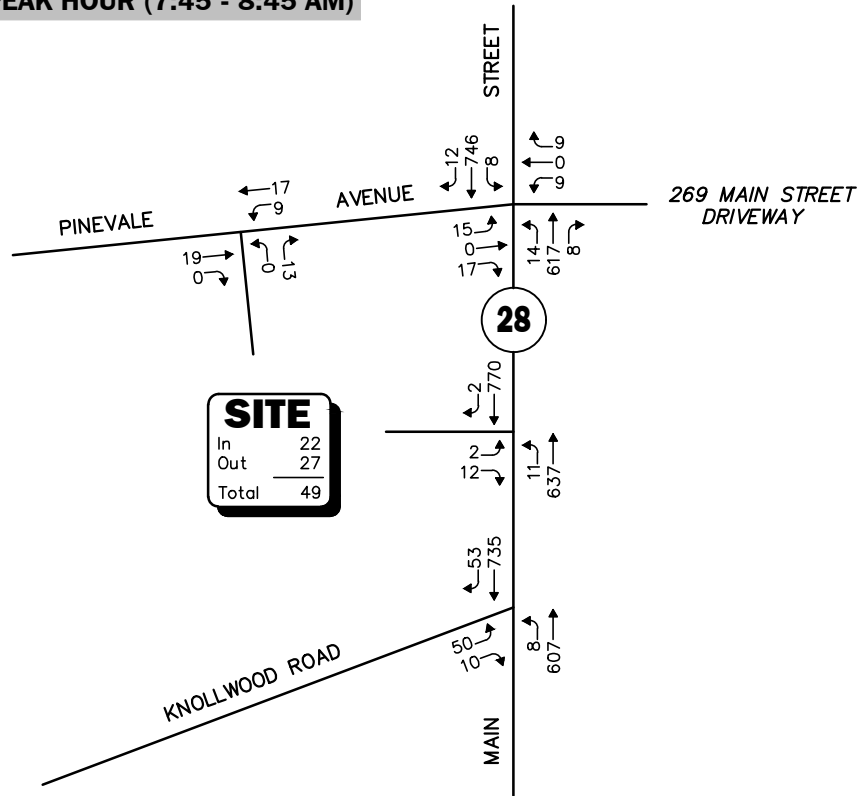 PEAK HOUR (7:45 - 8:45 AM)
STREET
12
746
8
9
0
9
17
9
AVENUE
PINEVALE
269 MAIN STREET
DRIVEWAY
19
0
0
13
15
0
17
14
617
8
28
2
770
2
12
11
637
SITE
In 22
Out 27
Total 49
53
735
50
10
8
607
KNOLLWOOD ROAD
MAIN